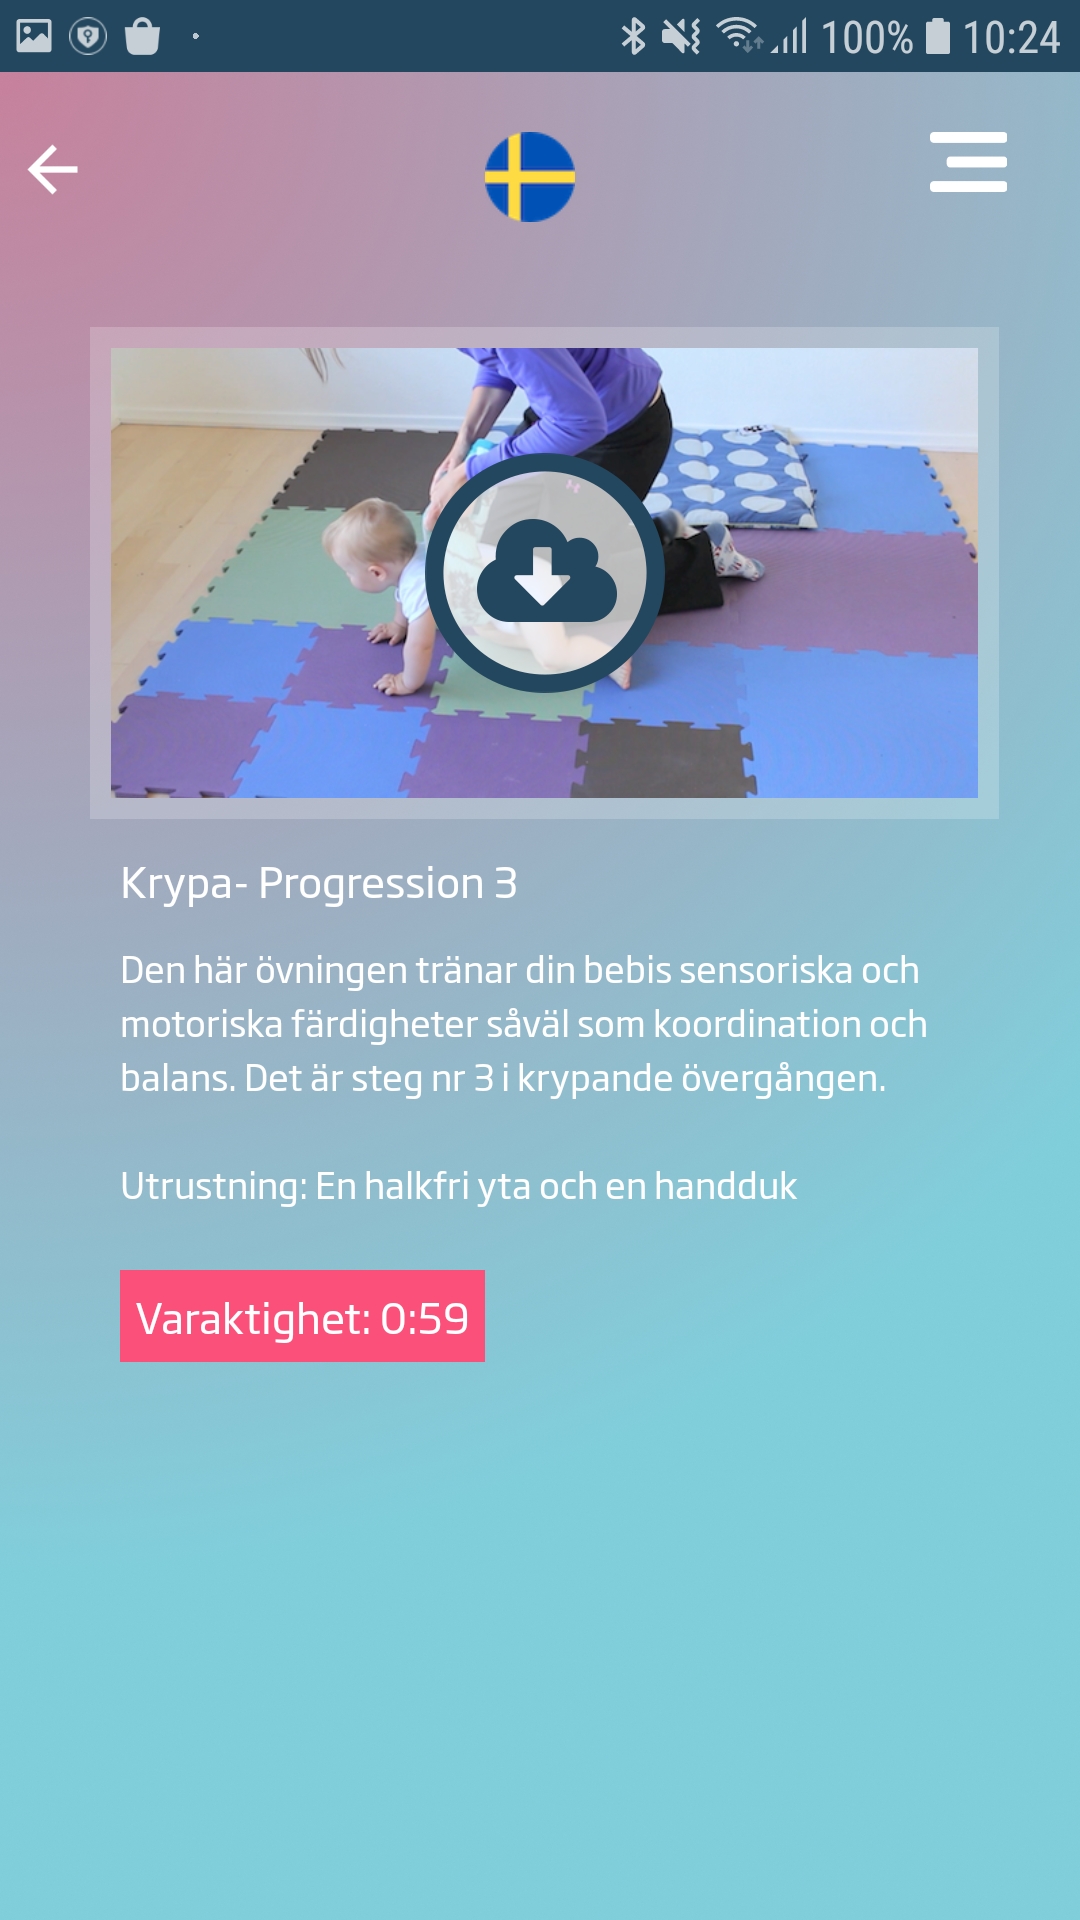 100% 10:24
Krypa- Progression 3
Den här övningen tränar din bebis sensoriska och
motoriska färdigheter såväl som koordination och
balans. Det är steg nr 3 i krypande övergången.
Utrustning: En halkfri yta och en handduk
Varaktighet: 0:59